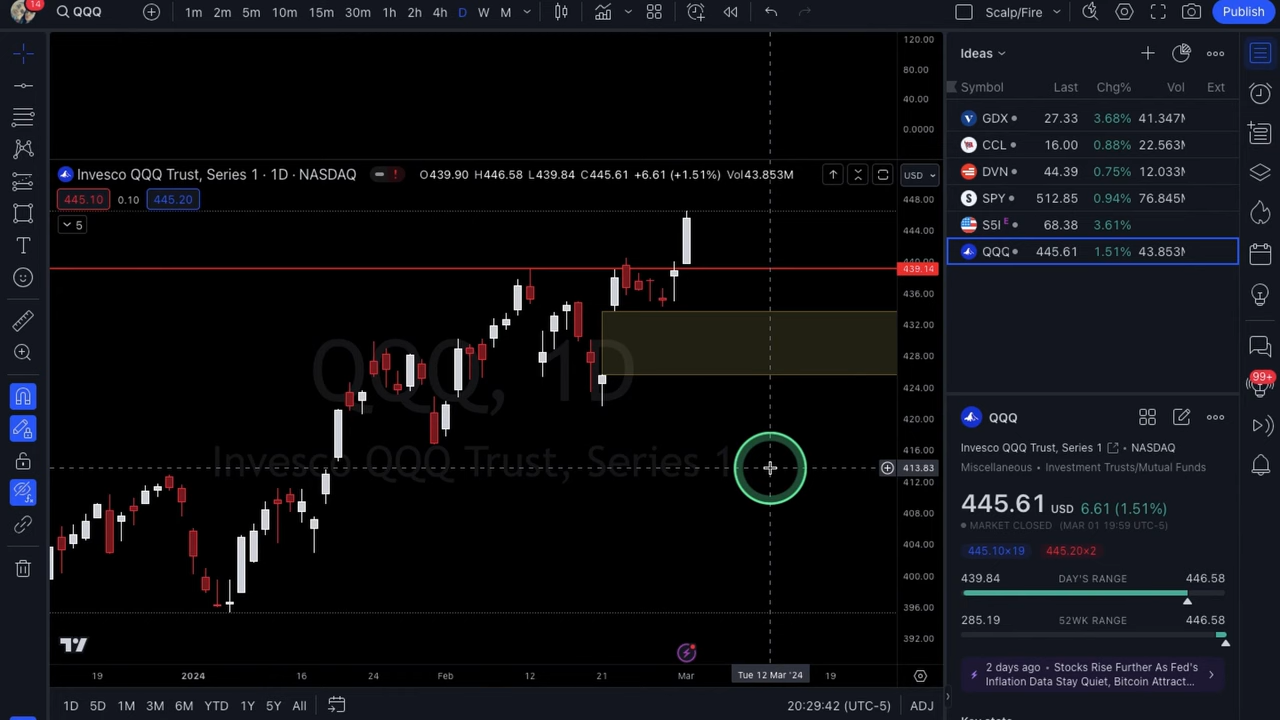 14
QQQ
1m 2m 5m 10m 15m 30m 1h 2h 4h D W M
Scalp/Fire
Publish
120.00
80.00
40.00
0.0000
Invesco QQQ Trust, Series 1 · 1D · NASDAQ
O439.90 H446.58 L439.84 C445.61 +6.61 (+1.51%) Vol43.853M
USD
445.10 0.10 445.20
5
448.00
444.00
439.14
436.00
432.00
428.00
424.00
420.00
416.00
413.83
412.00
408.00
404.00
400.00
396.00
392.00
QQQ, 1D
Invesco QQQ Trust, Series 1
19 2024 16 24 Feb 12 21 Mar Tue 12 Mar '24 19
1D 5D 1M 3M 6M YTD 1Y 5Y All
20:29:42 (UTC-5) ADJ
Ideas
Symbol Last Chg% Vol Ext
GDX 27.33 3.68% 41.347M
CCL 16.00 0.88% 22.563M
DVN 44.39 0.75% 12.033M
SPY 512.85 0.94% 76.845M
S5I E 68.38 3.61%
QQQ 445.61 1.51% 43.853M
99+
QQQ
Invesco QQQ Trust, Series 1 • NASDAQ
Miscellaneous • Investment Trusts/Mutual Funds
445.61 USD 6.61 (1.51%)
MARKET CLOSED (MAR 01 19:59 UTC-5)
445.10×19 445.20×2
439.84 DAY'S RANGE 446.58
285.19 52WK RANGE 446.58
2 days ago • Stocks Rise Further As Fed's
Inflation Data Stay Quiet, Bitcoin Attract...